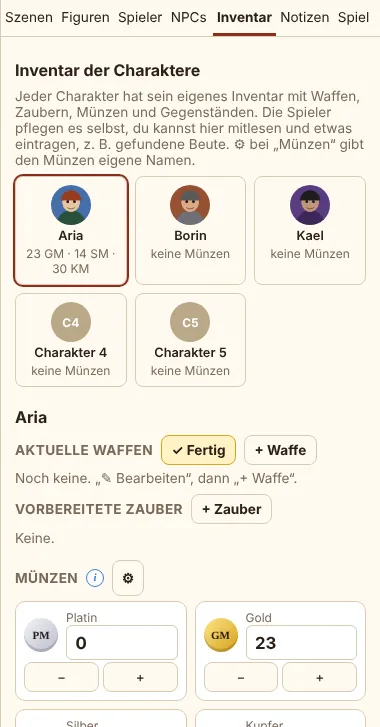 Szenen Figuren Spieler NPCs Inventar Notizen Spiel
Inventar der Charaktere
Jeder Charakter hat sein eigenes Inventar mit Waffen,
Zaubern, Münzen und Gegenständen. Die Spieler
pflegen es selbst, du kannst hier mitlesen und etwas
eintragen, z. B. gefundene Beute. ⚙ bei „Münzen“ gibt
den Münzen eigene Namen.
Aria
23 GM · 14 SM ·
30 KM
Borin
keine Münzen
Kael
keine Münzen
C4
Charakter 4
keine Münzen
C5
Charakter 5
keine Münzen
Aria
AKTUELLE WAFFEN ✓ Fertig + Waffe
Noch keine. „✎ Bearbeiten“, dann „+ Waffe“.
VORBEREITETE ZAUBER + Zauber
Keine.
MÜNZEN i ⚙
PM
Platin
0
− +
GM
Gold
23
− +
Silber
Kupfer